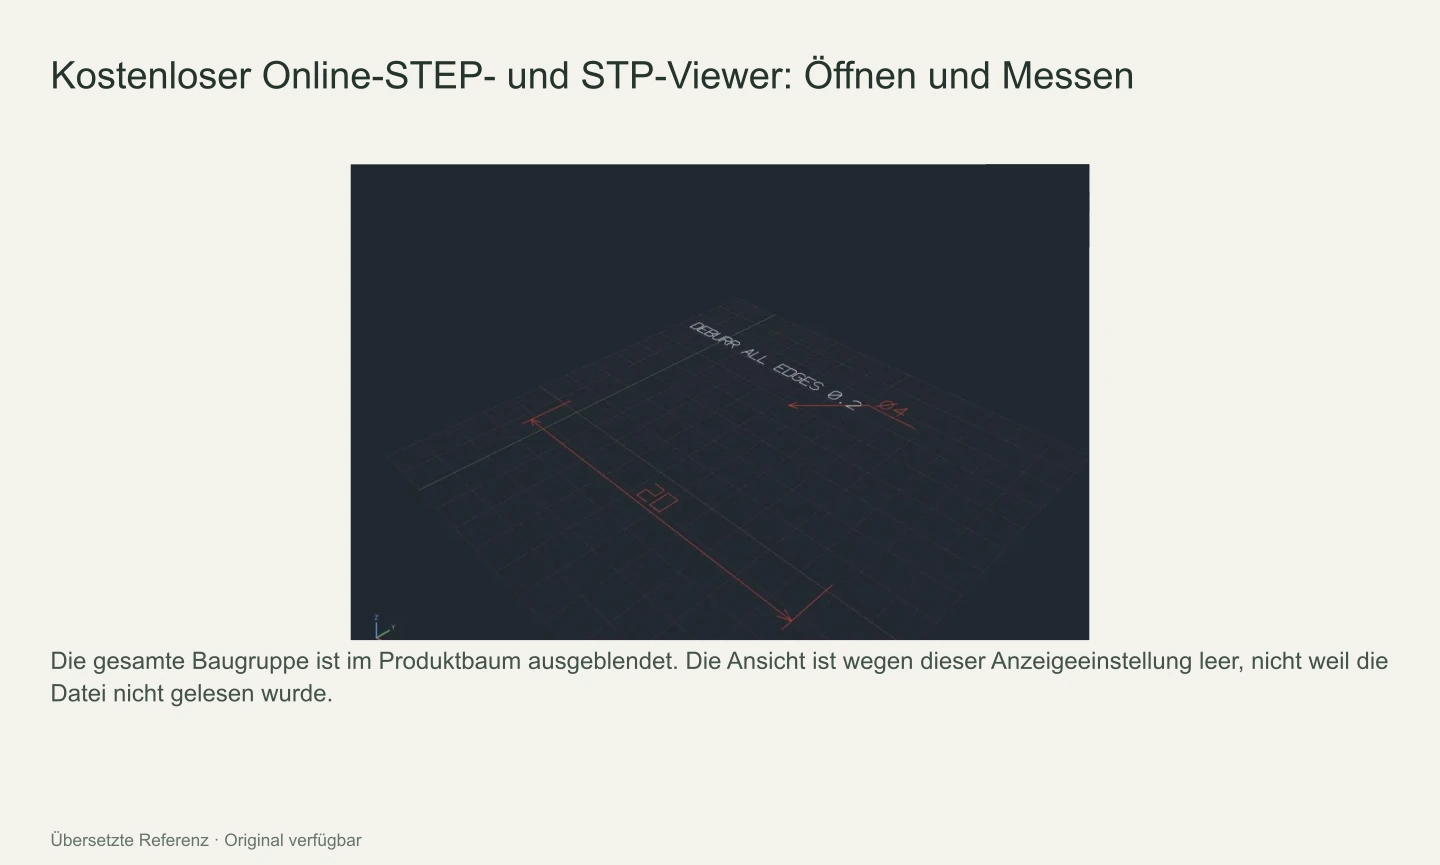 Kostenloser Online-STEP- und STP-Viewer: Öffnen und Messen
DEBURR ALL EDGES 0.2
Ø4
20
Z
Y
Die gesamte Baugruppe ist im Produktbaum ausgeblendet. Die Ansicht ist wegen dieser Anzeigeeinstellung leer, nicht weil die
Datei nicht gelesen wurde.
Übersetzte Referenz · Original verfügbar